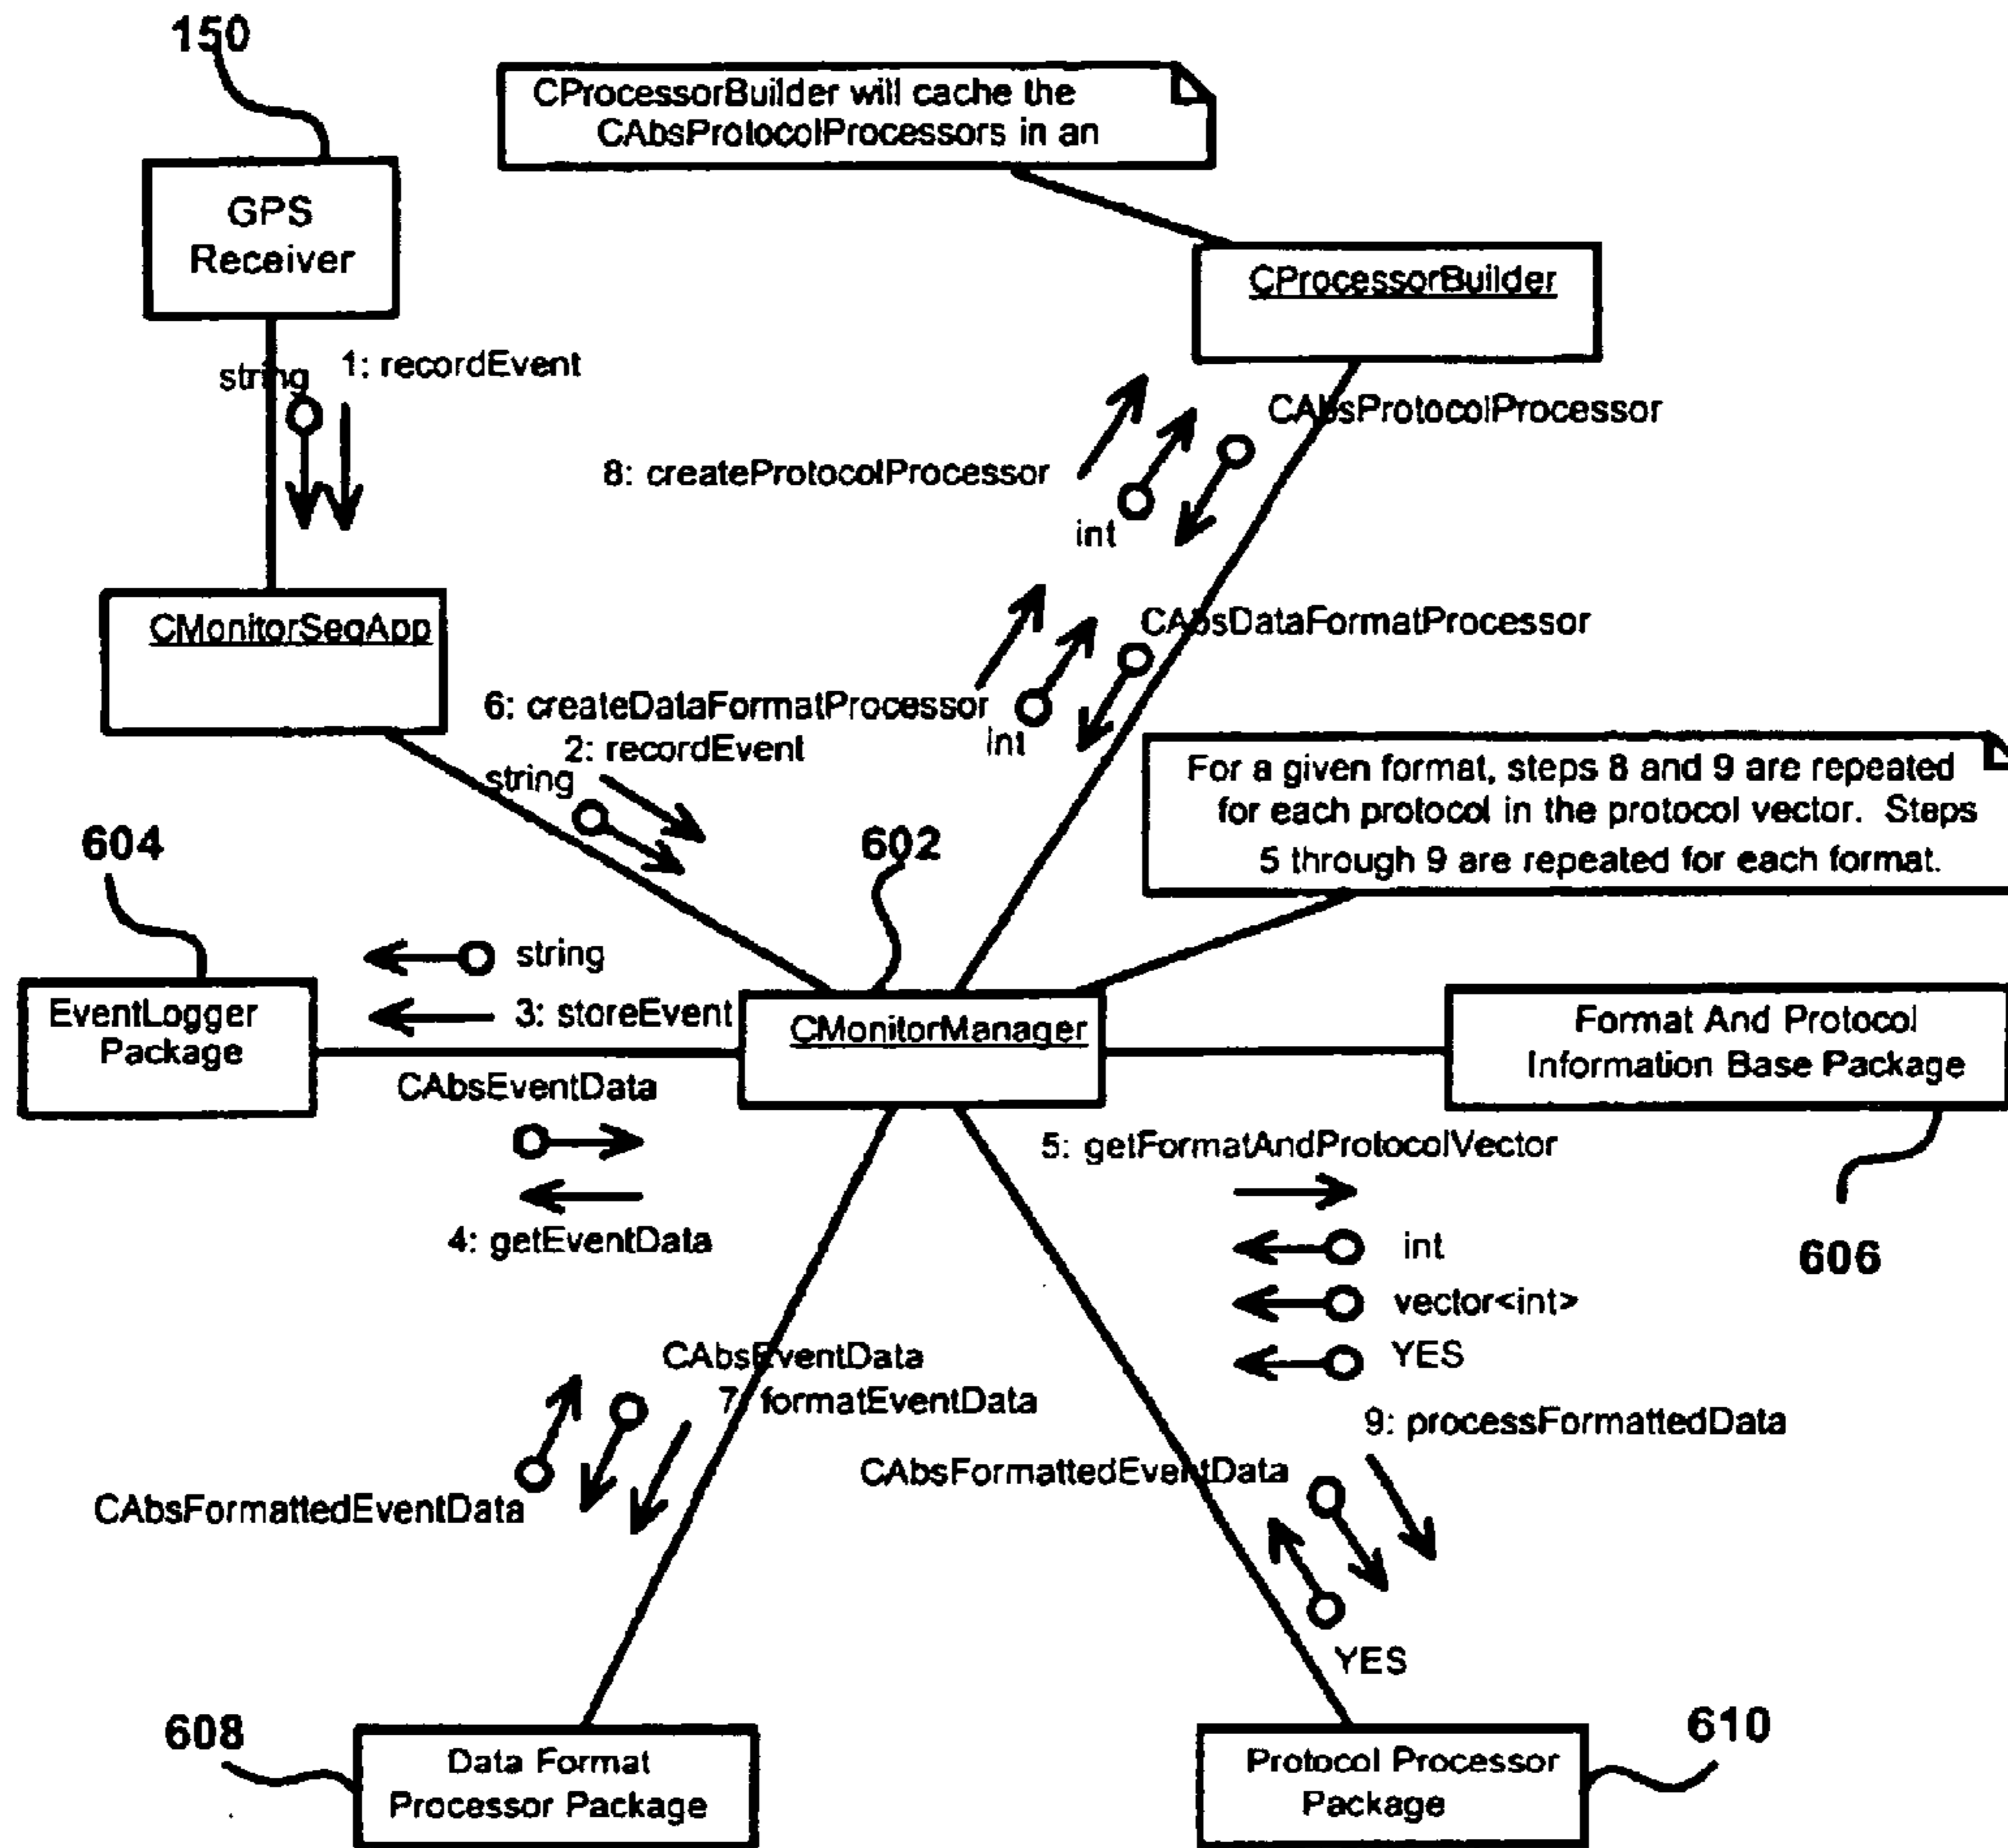 150
CProcessorBuilder will cache the
CAbsProtocolProcessors in an
GPS
Receiver
CProcessorBuilder
string
1: recordEvent
CAbsProtocolProcessor
8: createProtocolProcessor
int
CMonitorSeqApp
CAbsDataFormatProcessor
6: createDataFormatProcessor
int
2: recordEvent
string
For a given format, steps 8 and 9 are repeated
for each protocol in the protocol vector. Steps
5 through 9 are repeated for each format.
604
602
string
3: storeEvent
EventLogger
Package
CMonitorManager
Format And Protocol
Information Base Package
CAbsEventData
4: getEventData
5: getFormatAndProtocolVector
int
vector<int>
YES
606
CAbsEventData
7: formatEventData
CAbsFormattedEventData
9: processFormattedData
CAbsFormattedEventData
YES
608
Data Format
Processor Package
Protocol Processor
Package
610